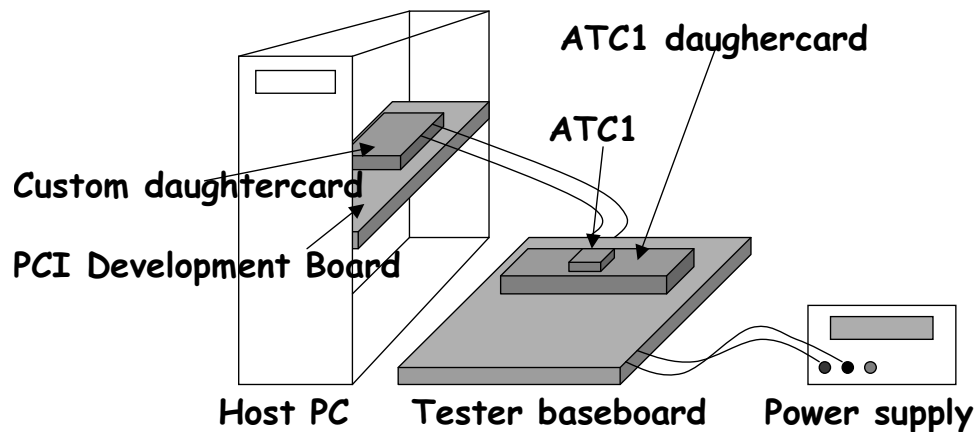 ATC1 daughercard
ATC1
Custom daughtercard
PCI Development Board
Host PC
Tester baseboard
Power supply